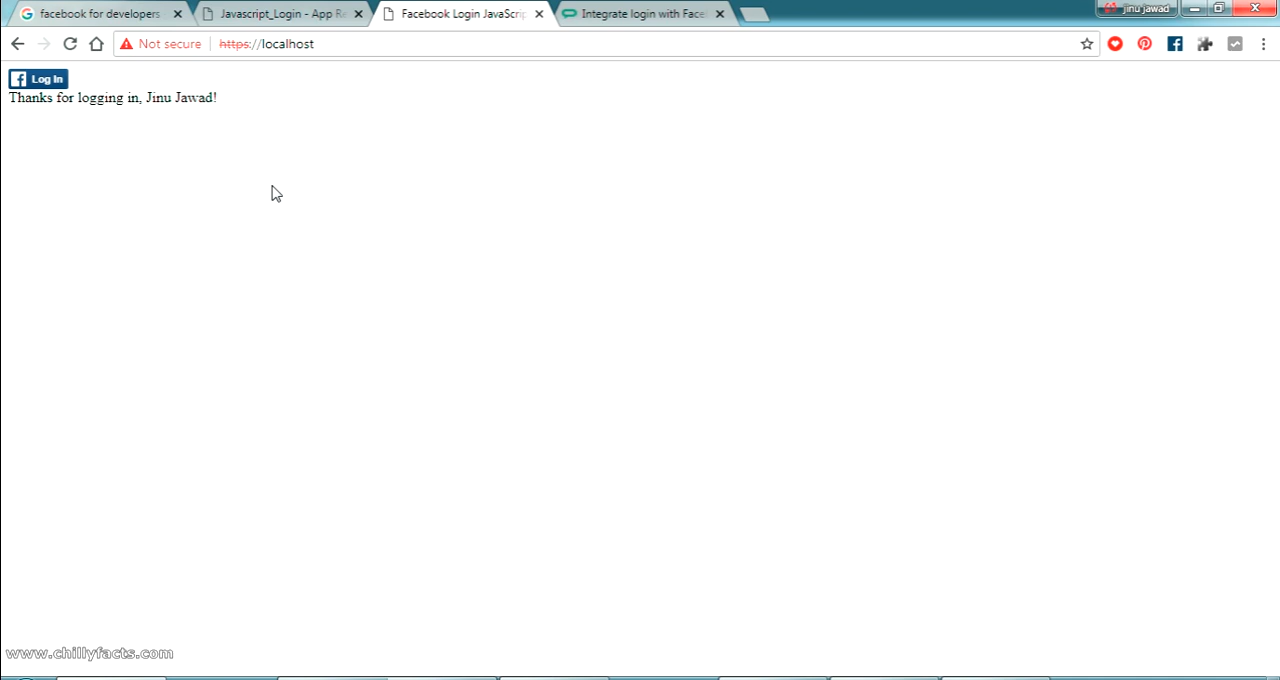 facebook for developers
Javascript_Login - App Re
Facebook Login JavaScri
Integrate login with Face
jinu jawad
Not secure
https://localhost
Log In
Thanks for logging in, Jinu Jawad!
www.chillyfacts.com